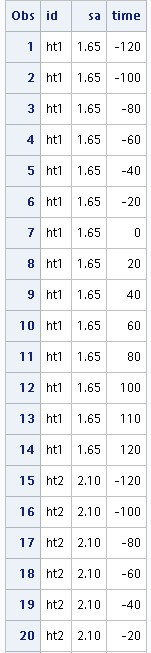 Obs id sa time
1 ht1 1.65 -120
2 ht1 1.65 -100
3 ht1 1.65 -80
4 ht1 1.65 -60
5 ht1 1.65 -40
6 ht1 1.65 -20
7 ht1 1.65 0
8 ht1 1.65 20
9 ht1 1.65 40
10 ht1 1.65 60
11 ht1 1.65 80
12 ht1 1.65 100
13 ht1 1.65 110
14 ht1 1.65 120
15 ht2 2.10 -120
16 ht2 2.10 -100
17 ht2 2.10 -80
18 ht2 2.10 -60
19 ht2 2.10 -40
20 ht2 2.10 -20